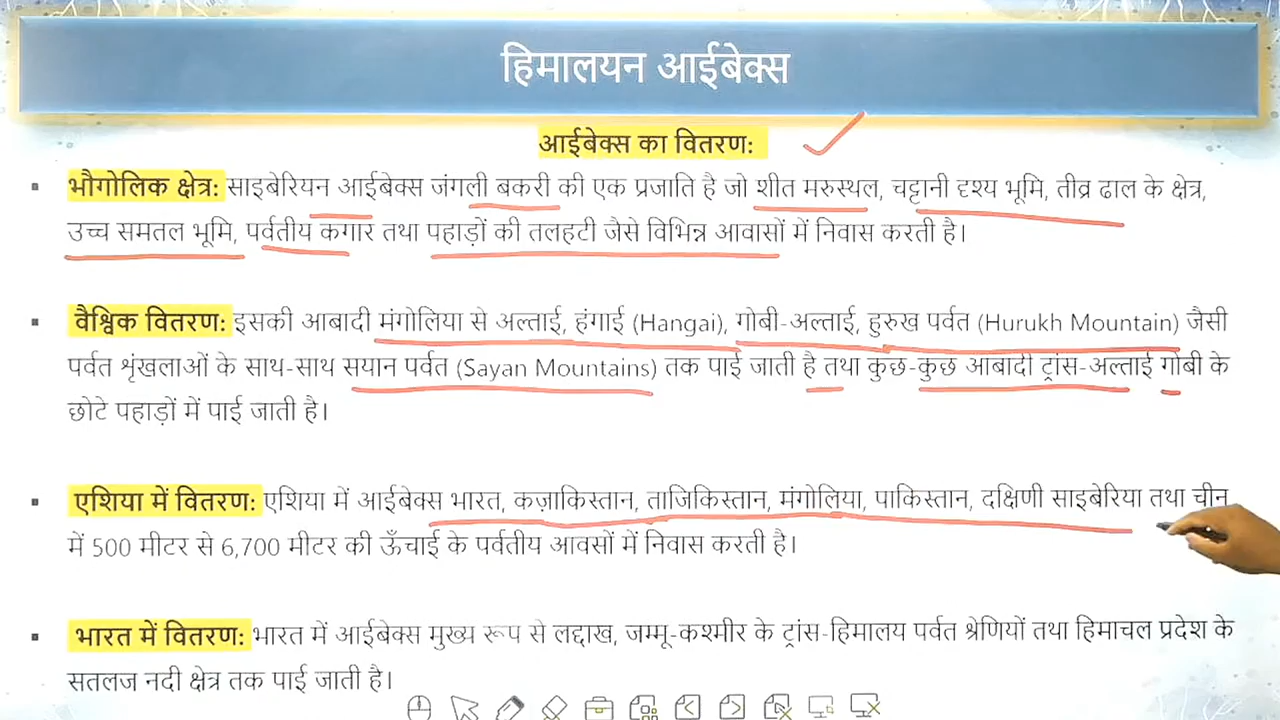 हिमालयन आईबेक्स
आईबेक्स का वितरण:
▪ भौगोलिक क्षेत्र: साइबेरियन आईबेक्स जंगली बकरी की एक प्रजाति है जो शीत मरुस्थल, चट्टानी दृश्य भूमि, तीव्र ढाल के क्षेत्र,
उच्च समतल भूमि, पर्वतीय कगार तथा पहाड़ों की तलहटी जैसे विभिन्न आवासों में निवास करती है।
▪ वैश्विक वितरण: इसकी आबादी मंगोलिया से अल्ताई, हंगाई (Hangai), गोबी-अल्ताई, हुरुख पर्वत (Hurukh Mountain) जैसी
पर्वत शृंखलाओं के साथ-साथ सयान पर्वत (Sayan Mountains) तक पाई जाती है तथा कुछ-कुछ आबादी ट्रांस-अल्ताई गोबी के
छोटे पहाड़ों में पाई जाती है।
▪ एशिया में वितरण: एशिया में आईबेक्स भारत, कज़ाकिस्तान, ताजिकिस्तान, मंगोलिया, पाकिस्तान, दक्षिणी साइबेरिया तथा चीन
में 500 मीटर से 6,700 मीटर की ऊँचाई के पर्वतीय आवसों में निवास करती है।
▪ भारत में वितरण: भारत में आईबेक्स मुख्य रूप से लद्दाख, जम्मू-कश्मीर के ट्रांस-हिमालय पर्वत श्रेणियों तथा हिमाचल प्रदेश के
सतलज नदी क्षेत्र तक पाई जाती है।